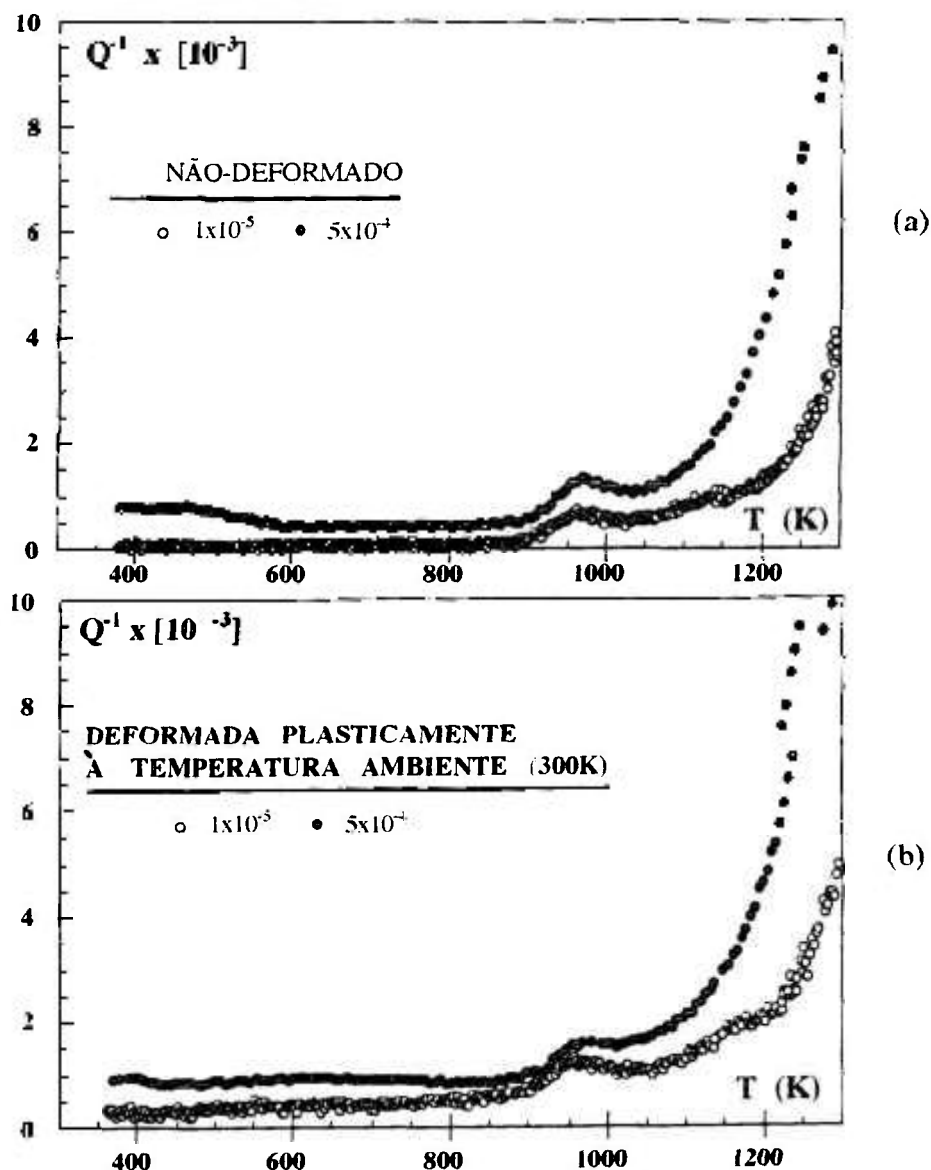 10
Q⁻¹ x [10⁻³]
8
NÃO-DEFORMADO
○ 1x10⁻⁵ ● 5x10⁻⁴
(a)
6
4
2
T (K)
0
400 600 800 1000 1200
10
Q⁻¹ x [10 ⁻³]
8
DEFORMADA PLASTICAMENTE
À TEMPERATURA AMBIENTE (300K)
6
○ 1x10⁻⁵ ● 5x10⁻⁴
(b)
4
2
T (K)
0
400 600 800 1000 1200